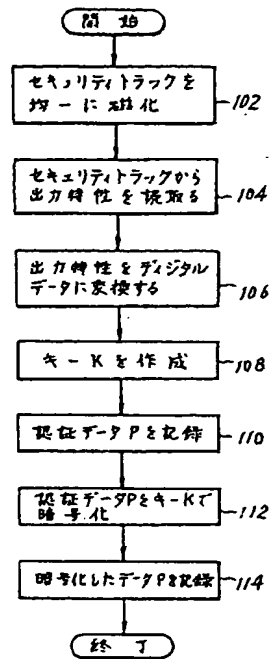 開始
セキュリティトラックを
均一に磁化
102
セキュリティトラックから
出力特性を読取る
104
出力特性をディジタル
データに変換する
106
キーKを作成
108
認証データPを記録
110
認証データPをキーKで
暗号化
112
暗号化したデータPを記録
114
終了